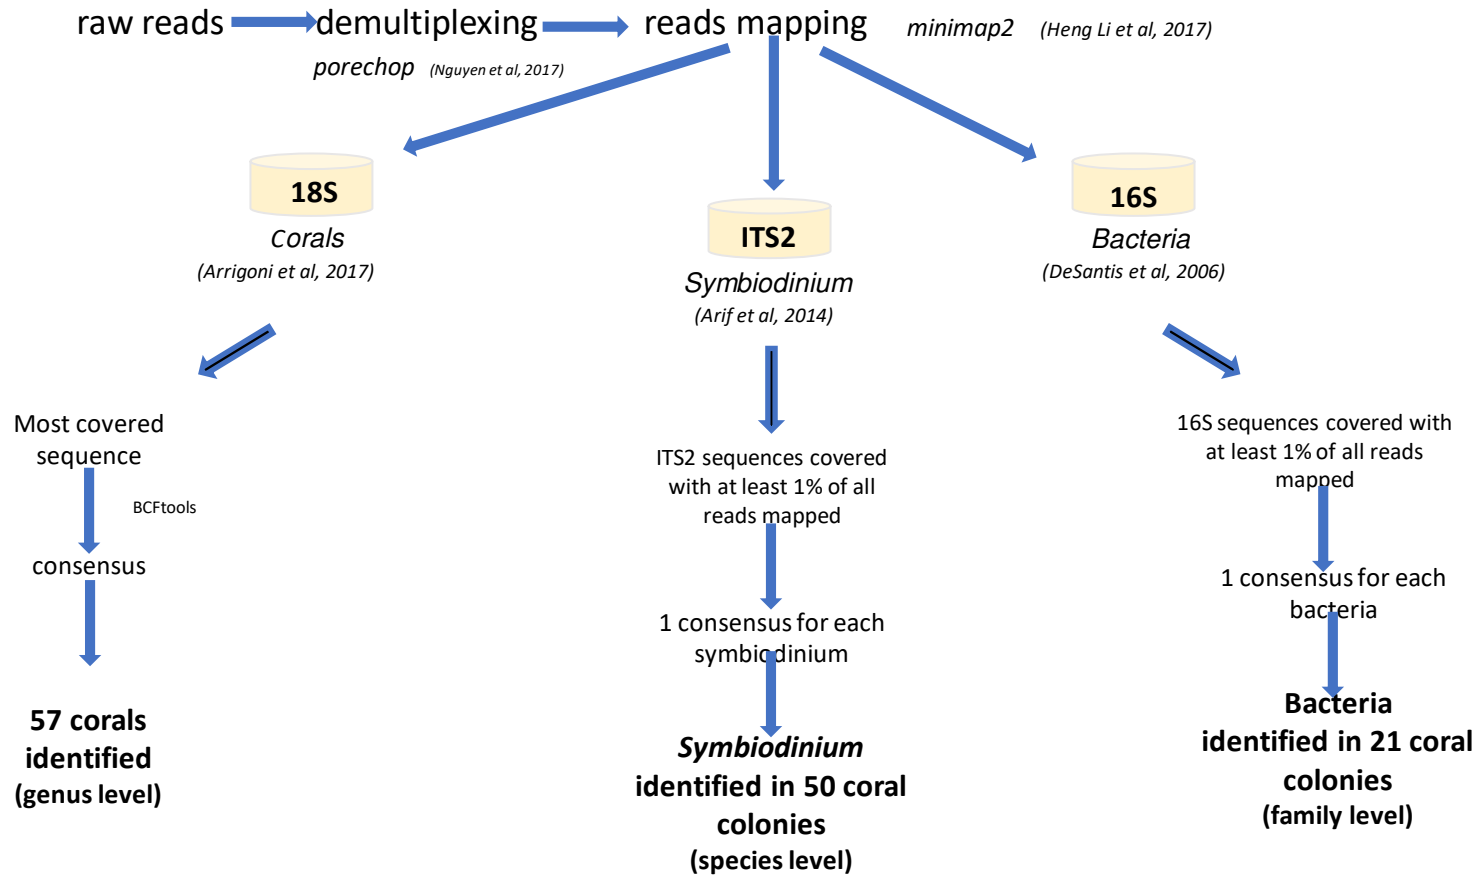 raw reads
demultiplexing
reads mapping
minimap2 (Heng Li et al, 2017)
porechop (Nguyen et al, 2017)
18S
Corals
(Arrigoni et al, 2017)
ITS2
Symbiodinium
(Arif et al, 2014)
16S
Bacteria
(DeSantis et al, 2006)
Most covered
sequence
BCFtools
consensus
57 corals
identified
(genus level)
ITS2 sequences covered
with at least 1% of all
reads mapped
1 consensus for each
symbiodinium
Symbiodinium
identified in 50 coral
colonies
(species level)
16S sequences covered with
at least 1% of all reads
mapped
1 consensus for each
bacteria
Bacteria
identified in 21 coral
colonies
(family level)